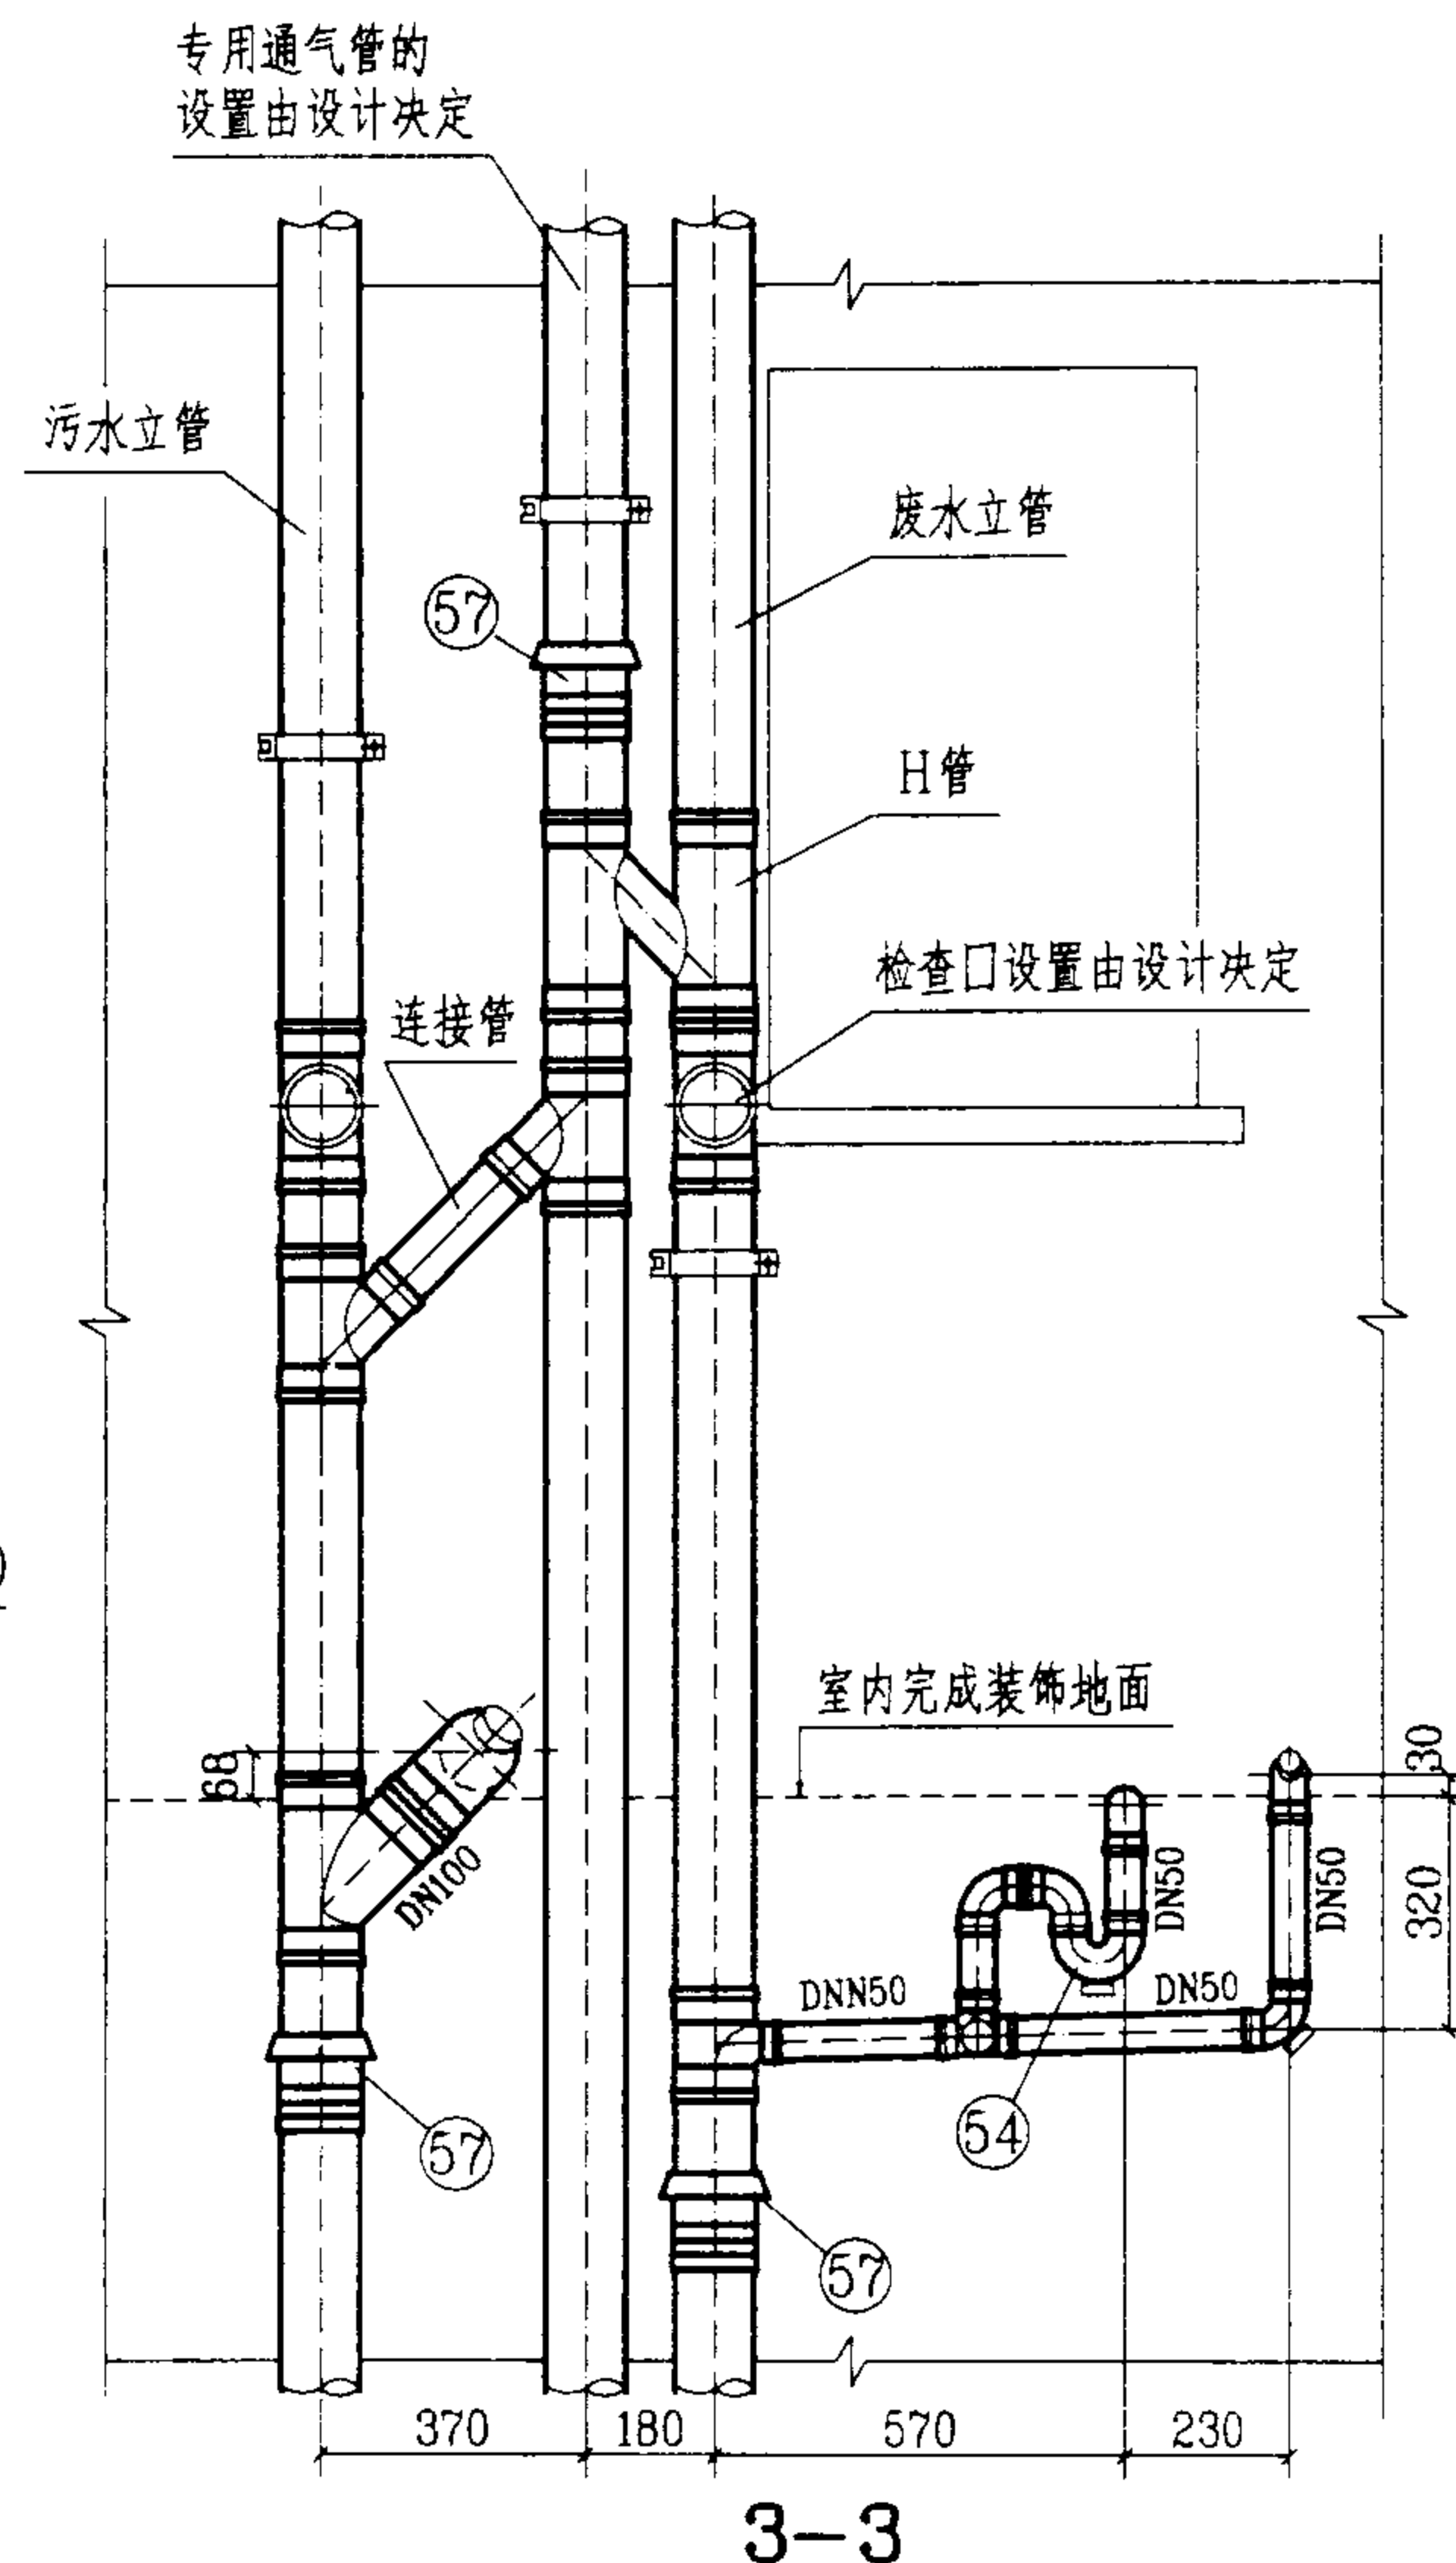 专用通气管的
设置由设计决定
污水立管
废水立管
57
H管
检查口设置由设计决定
连接管
室内完成装饰地面
68
30
DN100
DN50
DN50
320
DNN50
DN50
57
54
57
370
180
570
230
3-3